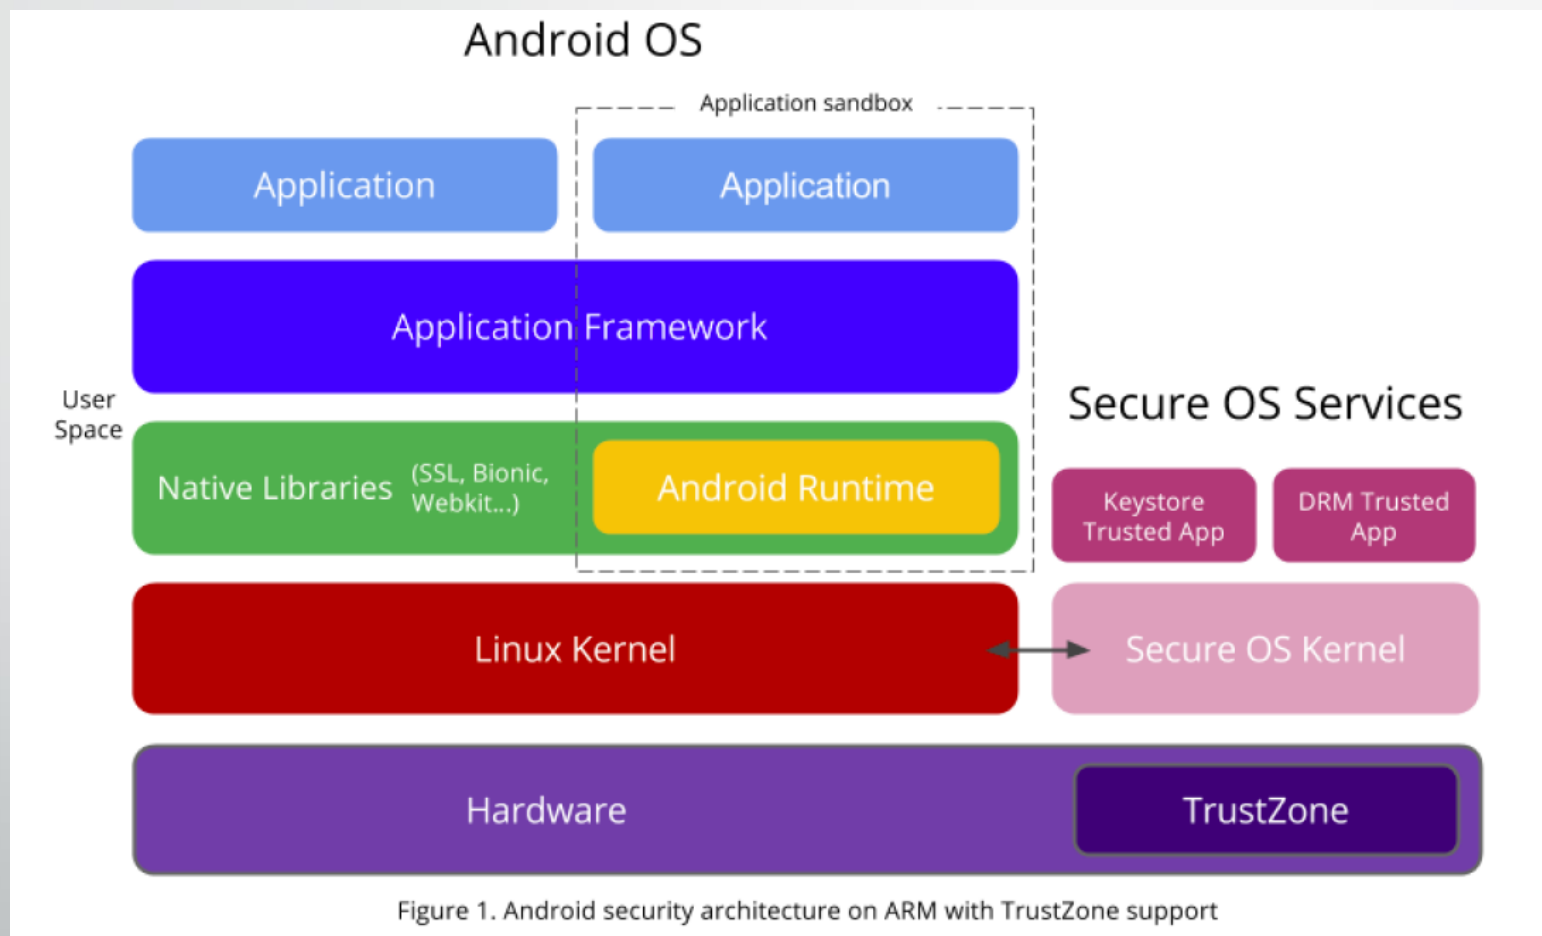 Android OS
Application sandbox
Application
Application
Application Framework
User
Space
Native Libraries
(SSL, Bionic,
Webkit...)
Android Runtime
Secure OS Services
Keystore
Trusted App
DRM Trusted
App
Linux Kernel
Secure OS Kernel
Hardware
TrustZone
Figure 1. Android security architecture on ARM with TrustZone support